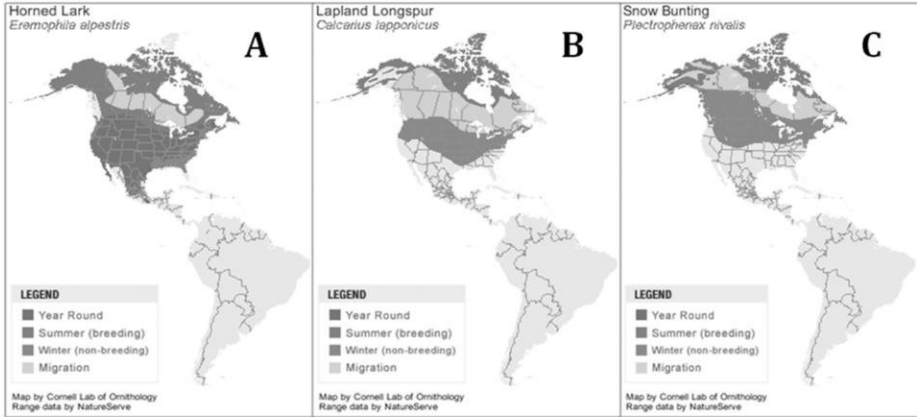 Horned Lark
Eremophila alpestris
A
LEGEND
Year Round
Summer (breeding)
Winter (non-breeding)
Migration
Map by Cornell Lab of Ornithology
Range data by NatureServe
Lapland Longspur
Calcarius lapponicus
B
LEGEND
Year Round
Summer (breeding)
Winter (non-breeding)
Migration
Map by Cornell Lab of Ornithology
Range data by NatureServe
Snow Bunting
Plectrophenax nivalis
C
LEGEND
Year Round
Summer (breeding)
Winter (non-breeding)
Migration
Map by Cornell Lab of Ornithology
Range data by NatureServe